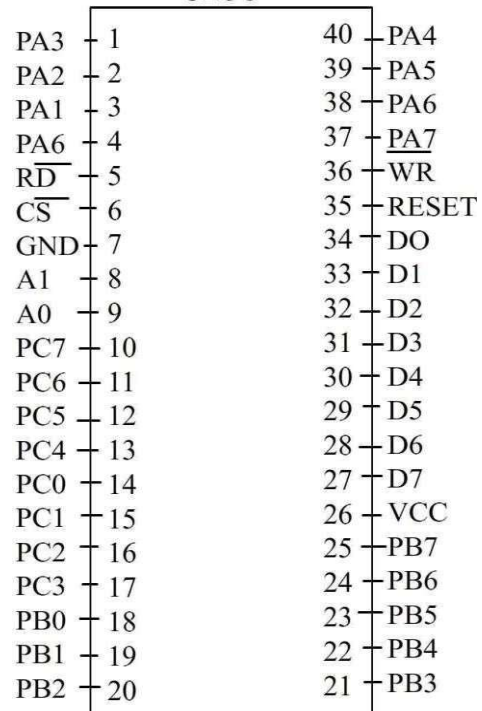 PA3 1 40 PA4
PA2 2 39 PA5
PA1 3 38 PA6
PA6 4 37 PA7
RD 5 36 WR
CS 6 35 RESET
GND 7 34 DO
A1 8 33 D1
A0 9 32 D2
PC7 10 31 D3
PC6 11 30 D4
PC5 12 29 D5
PC4 13 28 D6
PC0 14 27 D7
PC1 15 26 VCC
PC2 16 25 PB7
PC3 17 24 PB6
PB0 18 23 PB5
PB1 19 22 PB4
PB2 20 21 PB3